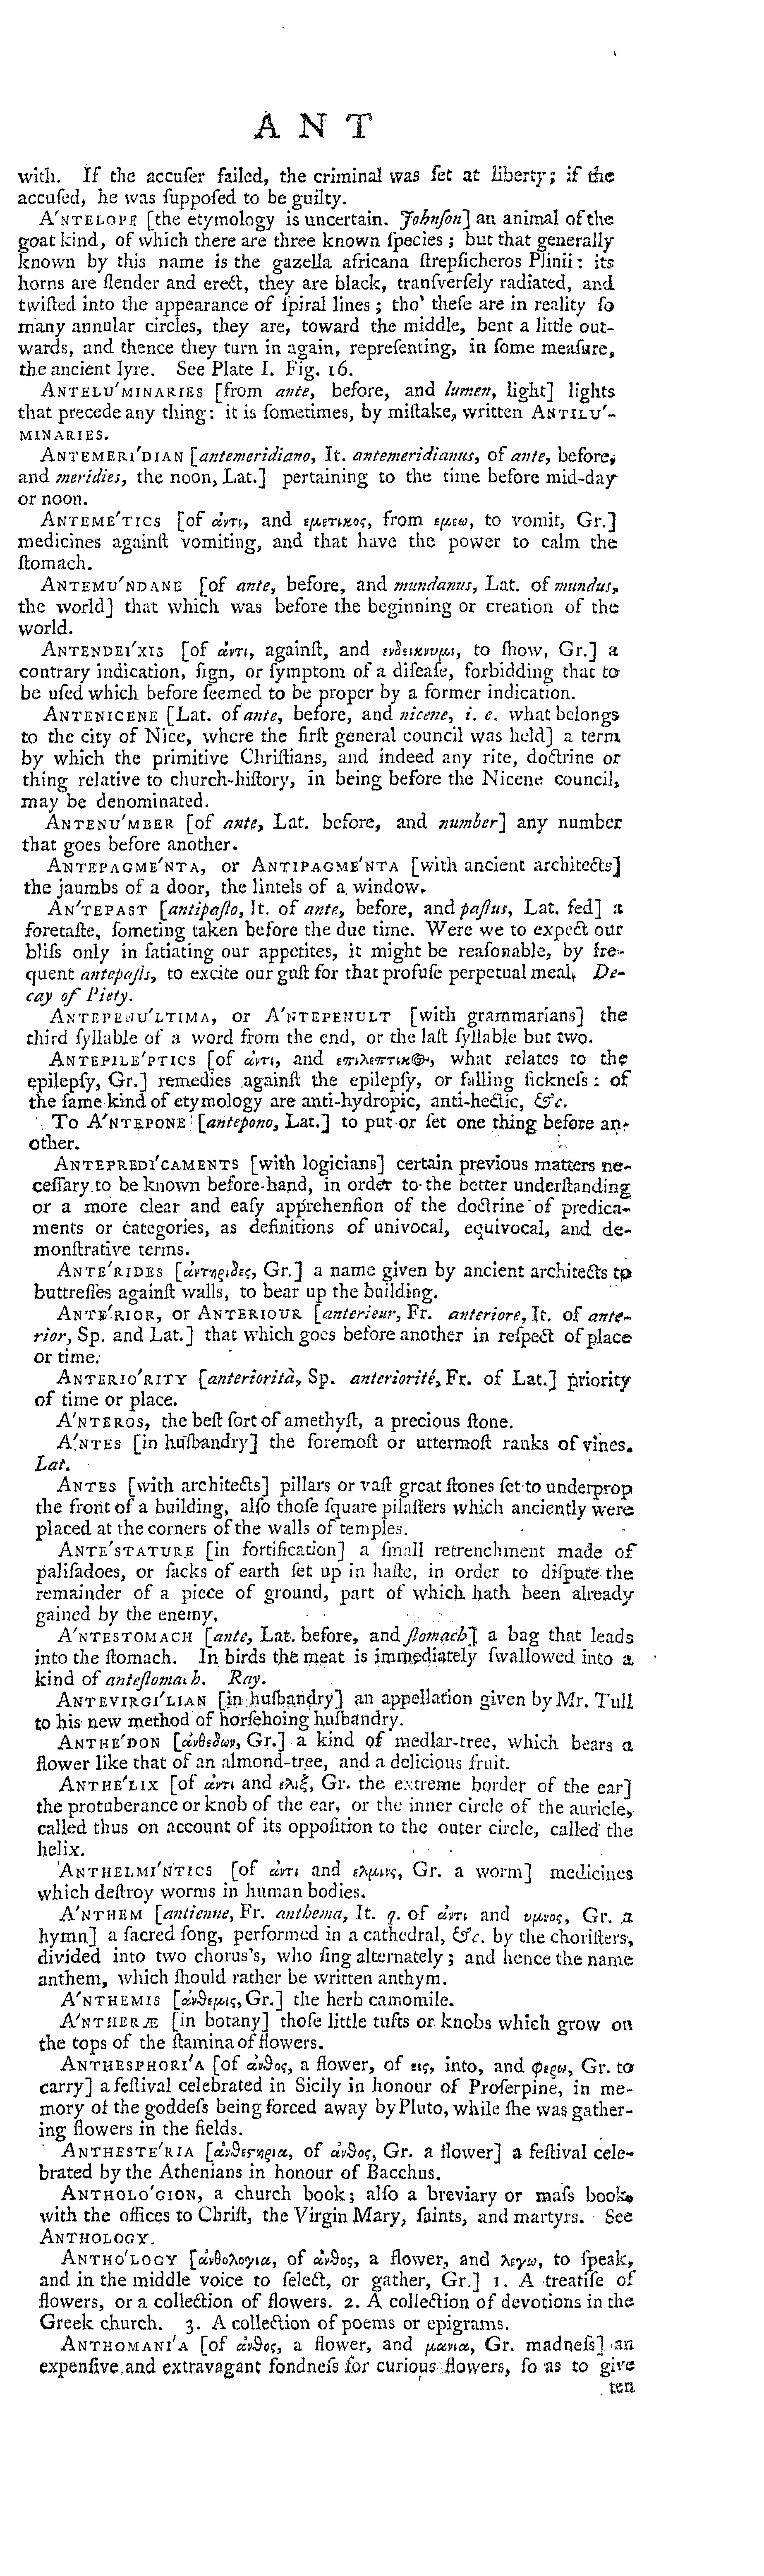 A N T
with. If the accuſer failed, the criminal was ſet at liberty; if the
accuſed, he was ſuppoſed to be guilty.
A'NTELOPE [the etymology is uncertain. Johnſon] an animal of the
goat kind, of which there are three known ſpecies; but that generally
known by this name is the gazella africana ſtrepſicheros Plinii: its
horns are ſlender and erect, they are black, tranſverſely radiated, and
twiſted into the appearance of ſpiral lines; tho' theſe are in reality ſo
many annular circles, they are, toward the middle, bent a little out-
wards, and thence they turn in again, repreſenting, in ſome meaſure,
the ancient lyre. See Plate I. Fig. 16.
ANTELU'MINARIES [from ante, before, and lumen, light] lights
that precede any thing: it is ſometimes, by miſtake, written ANTILU'-
MINARIES.
ANTEMERI'DIAN [antemeridiano, It. antemeridianus, of ante, before,
and meridies, the noon, Lat.] pertaining to the time before mid-day
or noon.
ANTEME'TICS [of ἀντι, and εμετικος, from εμεω, to vomit, Gr.]
medicines againſt vomiting, and that have the power to calm the
ſtomach.
ANTEMU'NDANE [of ante, before, and mundanus, Lat. of mundus,
the world] that which was before the beginning or creation of the
world.
ANTENDEI'XIS [of ἀντι, againſt, and ενδεικνυμι, to ſhow, Gr.] a
contrary indication, ſign, or ſymptom of a diſeaſe, forbidding that to
be uſed which before ſeemed to be proper by a former indication.
ANTENICENE [Lat. of ante, before, and nicene, i. e. what belongs
to the city of Nice, where the firſt general council was held] a term
by which the primitive Chriſtians, and indeed any rite, doctrine or
thing relative to church-hiſtory, in being before the Nicene council,
may be denominated.
ANTENU'MBER [of ante, Lat. before, and number] any number
that goes before another.
ANTEPAGME'NTA, or ANTIPAGME'NTA [with ancient architects]
the jaumbs of a door, the lintels of a window.
AN'TEPAST [antipaſto, It. of ante, before, and paſtus, Lat. fed] a
foretaſte, ſometing taken before the due time. Were we to expect our
bliſs only in ſatiating our appetites, it might be reaſonable, by fre-
quent antepaſts, to excite our guſt for that profuſe perpetual meal. De-
cay of Piety.
ANTEPENU'LTIMA, or A'NTEPENULT [with grammarians] the
third ſyllable of a word from the end, or the laſt ſyllable but two.
ANTEPILE'PTICS [of ἀντι, and επιλεπτικ☉, what relates to the
epilepſy, Gr.] remedies againſt the epilepſy, or falling ſickneſs: of
the ſame kind of etymology are anti-hydropic, anti-hectic, &c.
To A'NTEPONE [antepono, Lat.] to put or ſet one thing before an-
other.
ANTEPREDI'CAMENTS [with logicians] certain previous matters ne-
ceſſary to be known before-hand, in order to the better underſtanding
or a more clear and eaſy apprehenſion of the doctrine of predica-
ments or categories, as definitions of univocal, equivocal, and de-
monſtrative terms.
ANTE'RIDES [ἀντηριδες, Gr.] a name given by ancient architects to
buttreſſes againſt walls, to bear up the building.
ANTE'RIOR, or ANTERIOUR [anterieur, Fr. anteriore, It. of ante-
rior, Sp. and Lat.] that which goes before another in reſpect of place
or time.
ANTERIO'RITY [anteriorità, Sp. anteriorité, Fr. of Lat.] priority
of time or place.
A'NTEROS, the beſt ſort of amethyſt, a precious ſtone.
A'NTES [in huſbandry] the foremoſt or uttermoſt ranks of vines.
Lat.
ANTES [with architects] pillars or vaſt great ſtones ſet to underprop
the front of a building, alſo thoſe ſquare pilaſters which anciently were
placed at the corners of the walls of temples.
ANTE'STATURE [in fortification] a ſmall retrenchment made of
paliſadoes, or ſacks of earth ſet up in haſte, in order to diſpute the
remainder of a piece of ground, part of which hath been already
gained by the enemy.
A'NTESTOMACH [ante, Lat. before, and ſtomach] a bag that leads
into the ſtomach. In birds the meat is immediately ſwallowed into a
kind of anteſtomach. Ray.
ANTEVIRGI'LIAN [in huſbandry] an appellation given by Mr. Tull
to his new method of horſehoing huſbandry.
ANTHE'DON [ἀνθεδων, Gr.] a kind of medlar-tree, which bears a
flower like that of an almond-tree, and a delicious fruit.
ANTHE'LIX [of ἀντι and ελιξ, Gr. the extreme border of the ear]
the protuberance or knob of the ear, or the inner circle of the auricle,
called thus on account of its oppoſition to the outer circle, called the
helix.
ANTHELMI'NTICS [of ἀντι and ελμινς, Gr. a worm] medicines
which deſtroy worms in human bodies.
A'NTHEM [antienne, Fr. anthema, It. q. of ἀντι and υμνος, Gr. a
hymn] a ſacred ſong, performed in a cathedral, &c. by the choriſters,
divided into two chorus's, who ſing alternately; and hence the name
anthem, which ſhould rather be written anthym.
A'NTHEMIS [ἀνθεμις, Gr.] the herb camomile.
A'NTHERÆ [in botany] thoſe little tufts or knobs which grow on
the tops of the ſtamina of flowers.
ANTHESPHORI'A [of ἀνθος, a flower, of εις, into, and φερω, Gr. to
carry] a feſtival celebrated in Sicily in honour of Proſerpine, in me-
mory of the goddeſs being forced away by Pluto, while ſhe was gather-
ing flowers in the fields.
ANTHESTE'RIA [ἀνθεϛηρια, of ἀνθος, Gr. a flower] a feſtival cele-
brated by the Athenians in honour of Bacchus.
ANTHOLO'GION, a church book; alſo a breviary or maſs book,
with the offices to Chriſt, the Virgin Mary, ſaints, and martyrs. See
ANTHOLOGY.
ANTHO'LOGY [ἀνθολογια, of ἀνθος, a flower, and λεγω, to ſpeak,
and in the middle voice to ſelect, or gather, Gr.] 1. A treatiſe of
flowers, or a collection of flowers. 2. A collection of devotions in the
Greek church. 3. A collection of poems or epigrams.
ANTHOMANI'A [of ἀνθος, a flower, and μανια, Gr. madneſs] an
expenſive and extravagant fondneſs for curious flowers, ſo as to give
ten